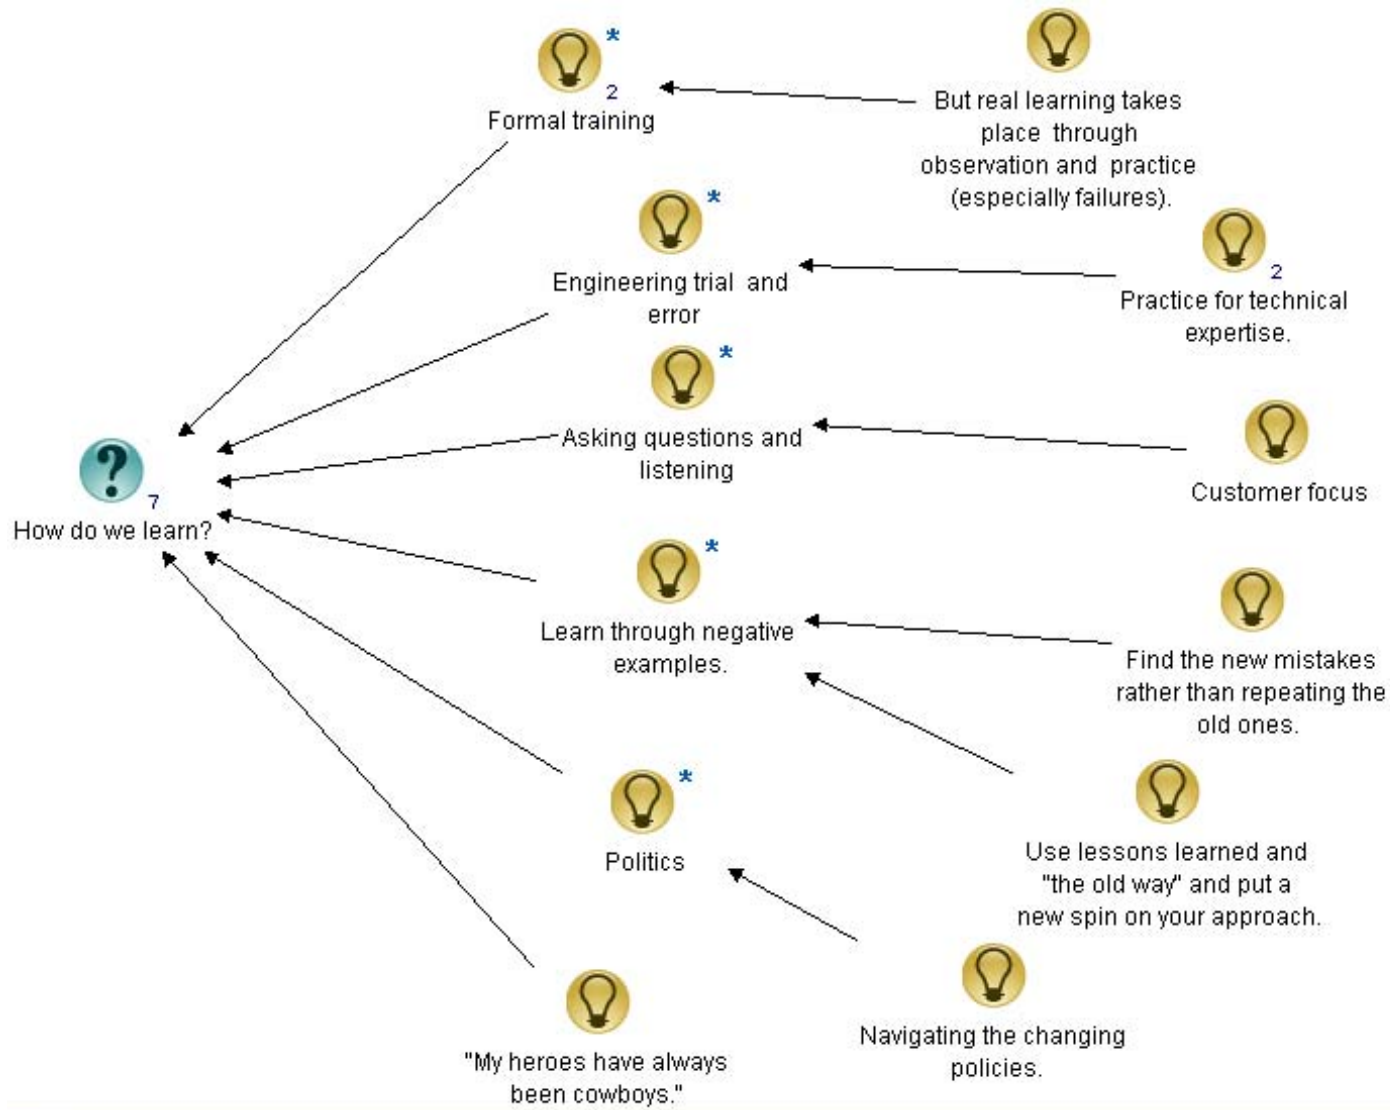 *
2
Formal training
But real learning takes
place through
observation and practice
(especially failures).
*
Engineering trial and
error
2
Practice for technical
expertise.
*
Asking questions and
listening
Customer focus
?
7
How do we learn?
*
Learn through negative
examples.
Find the new mistakes
rather than repeating the
old ones.
*
Politics
Use lessons learned and
"the old way" and put a
new spin on your approach.
Navigating the changing
policies.
"My heroes have always
been cowboys."